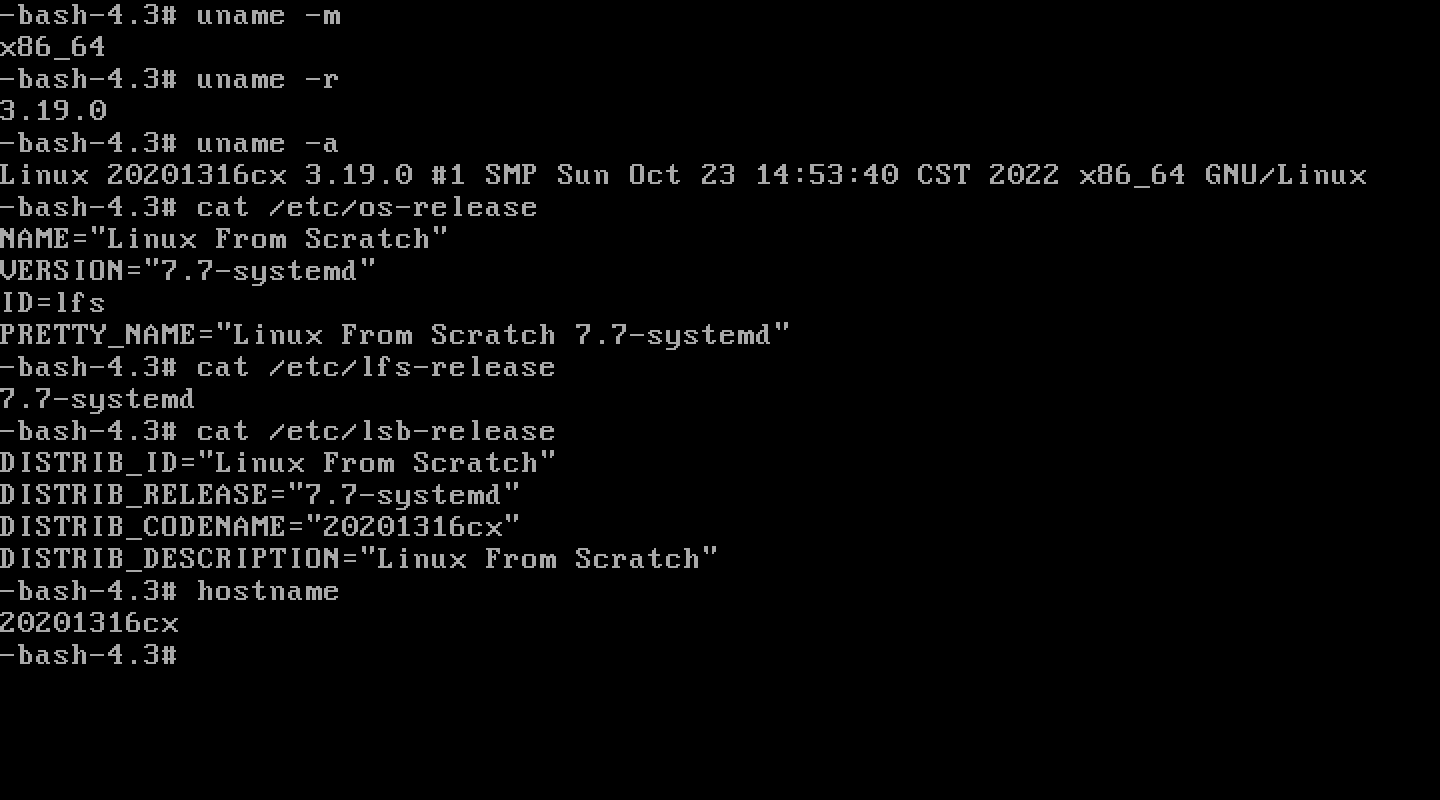 -bash-4.3# uname -m
x86_64
-bash-4.3# uname -r
3.19.0
-bash-4.3# uname -a
Linux 20201316cx 3.19.0 #1 SMP Sun Oct 23 14:53:40 CST 2022 x86_64 GNU/Linux
-bash-4.3# cat /etc/os-release
NAME="Linux From Scratch"
VERSION="7.7-systemd"
ID=lfs
PRETTY_NAME="Linux From Scratch 7.7-systemd"
-bash-4.3# cat /etc/lfs-release
7.7-systemd
-bash-4.3# cat /etc/lsb-release
DISTRIB_ID="Linux From Scratch"
DISTRIB_RELEASE="7.7-systemd"
DISTRIB_CODENAME="20201316cx"
DISTRIB_DESCRIPTION="Linux From Scratch"
-bash-4.3# hostname
20201316cx
-bash-4.3#